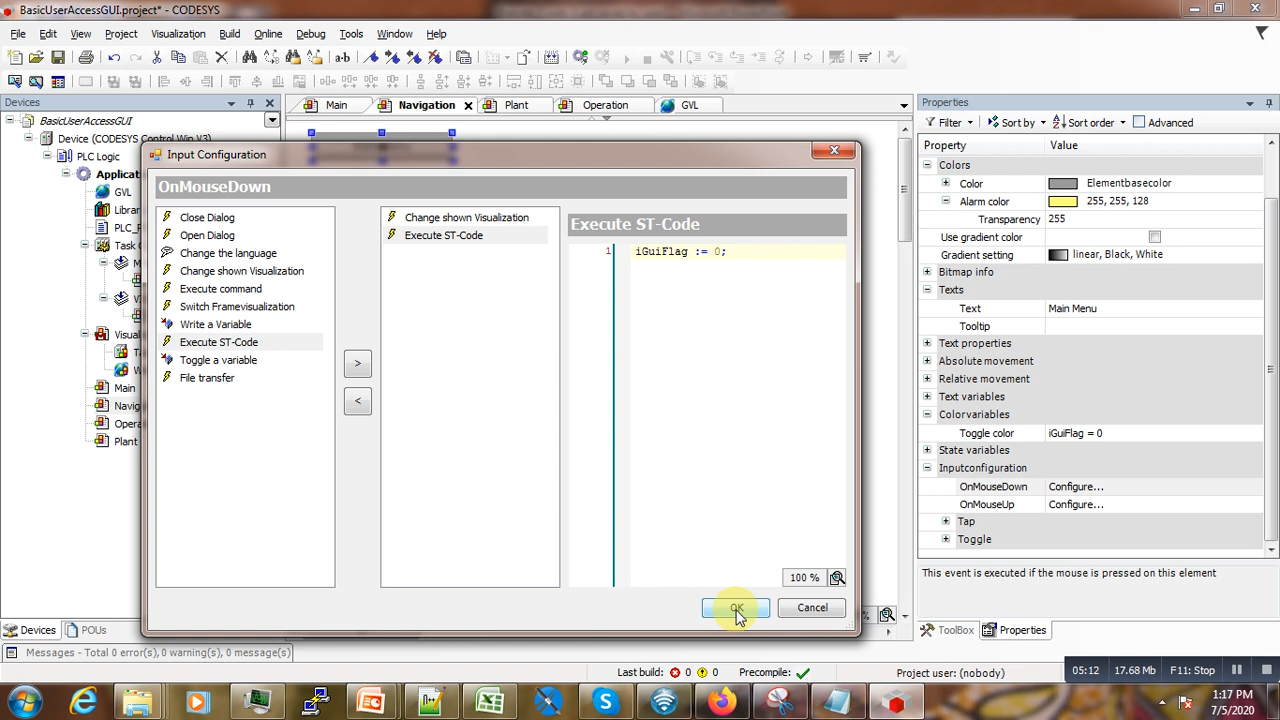 BasicUserAccessGUI.project* - CODESYS
File Edit View Project Visualization Build Online Debug Tools Window Help
Devices
BasicUserAccessGUI
Device (CODESYS Control Win V3)
PLC Logic
GVL
Main
Main
Navigation
Plant
Operation
GVL
Input Configuration
OnMouseDown
Close Dialog
Open Dialog
Change the language
Change shown Visualization
Execute command
Switch Framevisualization
Write a Variable
Execute ST-Code
Toggle a variable
File transfer
>
<
Change shown Visualization
Execute ST-Code
Execute ST-Code
1 iGuiFlag := 0;
100 %
OK Cancel
Properties
Filter Sort by Sort order Advanced
Property Value
Colors
Color Elementbasecolor
Alarm color 255, 255, 128
Transparency 255
Use gradient color
Gradient setting linear, Black, White
Bitmap info
Texts
Text Main Menu
Tooltip
Text properties
Absolute movement
Relative movement
Text variables
Colorvariables
Toggle color iGuiFlag = 0
State variables
Inputconfiguration
OnMouseDown Configure...
OnMouseUp Configure...
Tap
Toggle
This event is executed if the mouse is pressed on this element
Devices POUs
ToolBox Properties
Messages - Total 0 error(s), 0 warning(s), 0 message(s)
Last build: 0 0 Precompile: Project user: (nobody)
05:12 17.68 Mb F11: Stop
1:17 PM
7/5/2020